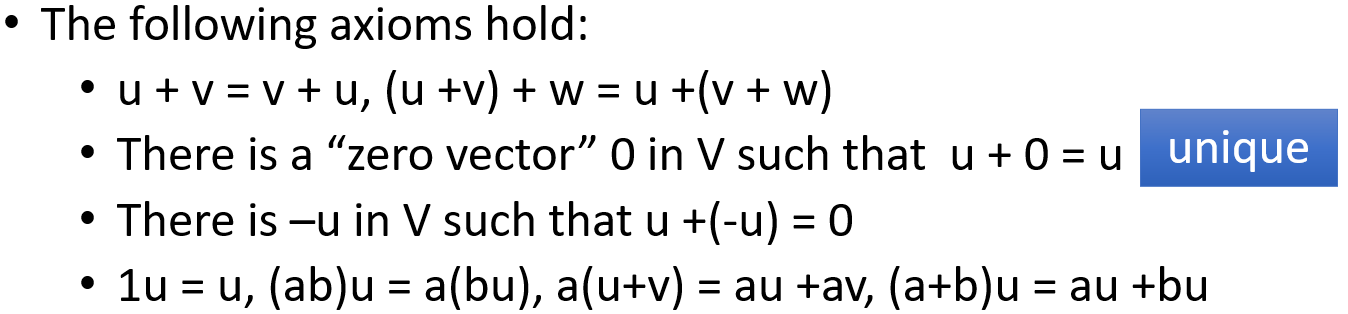 • The following axioms hold:
• u + v = v + u, (u +v) + w = u +(v + w)
• There is a “zero vector” 0 in V such that u + 0 = u unique
• There is –u in V such that u +(-u) = 0
• 1u = u, (ab)u = a(bu), a(u+v) = au +av, (a+b)u = au +bu